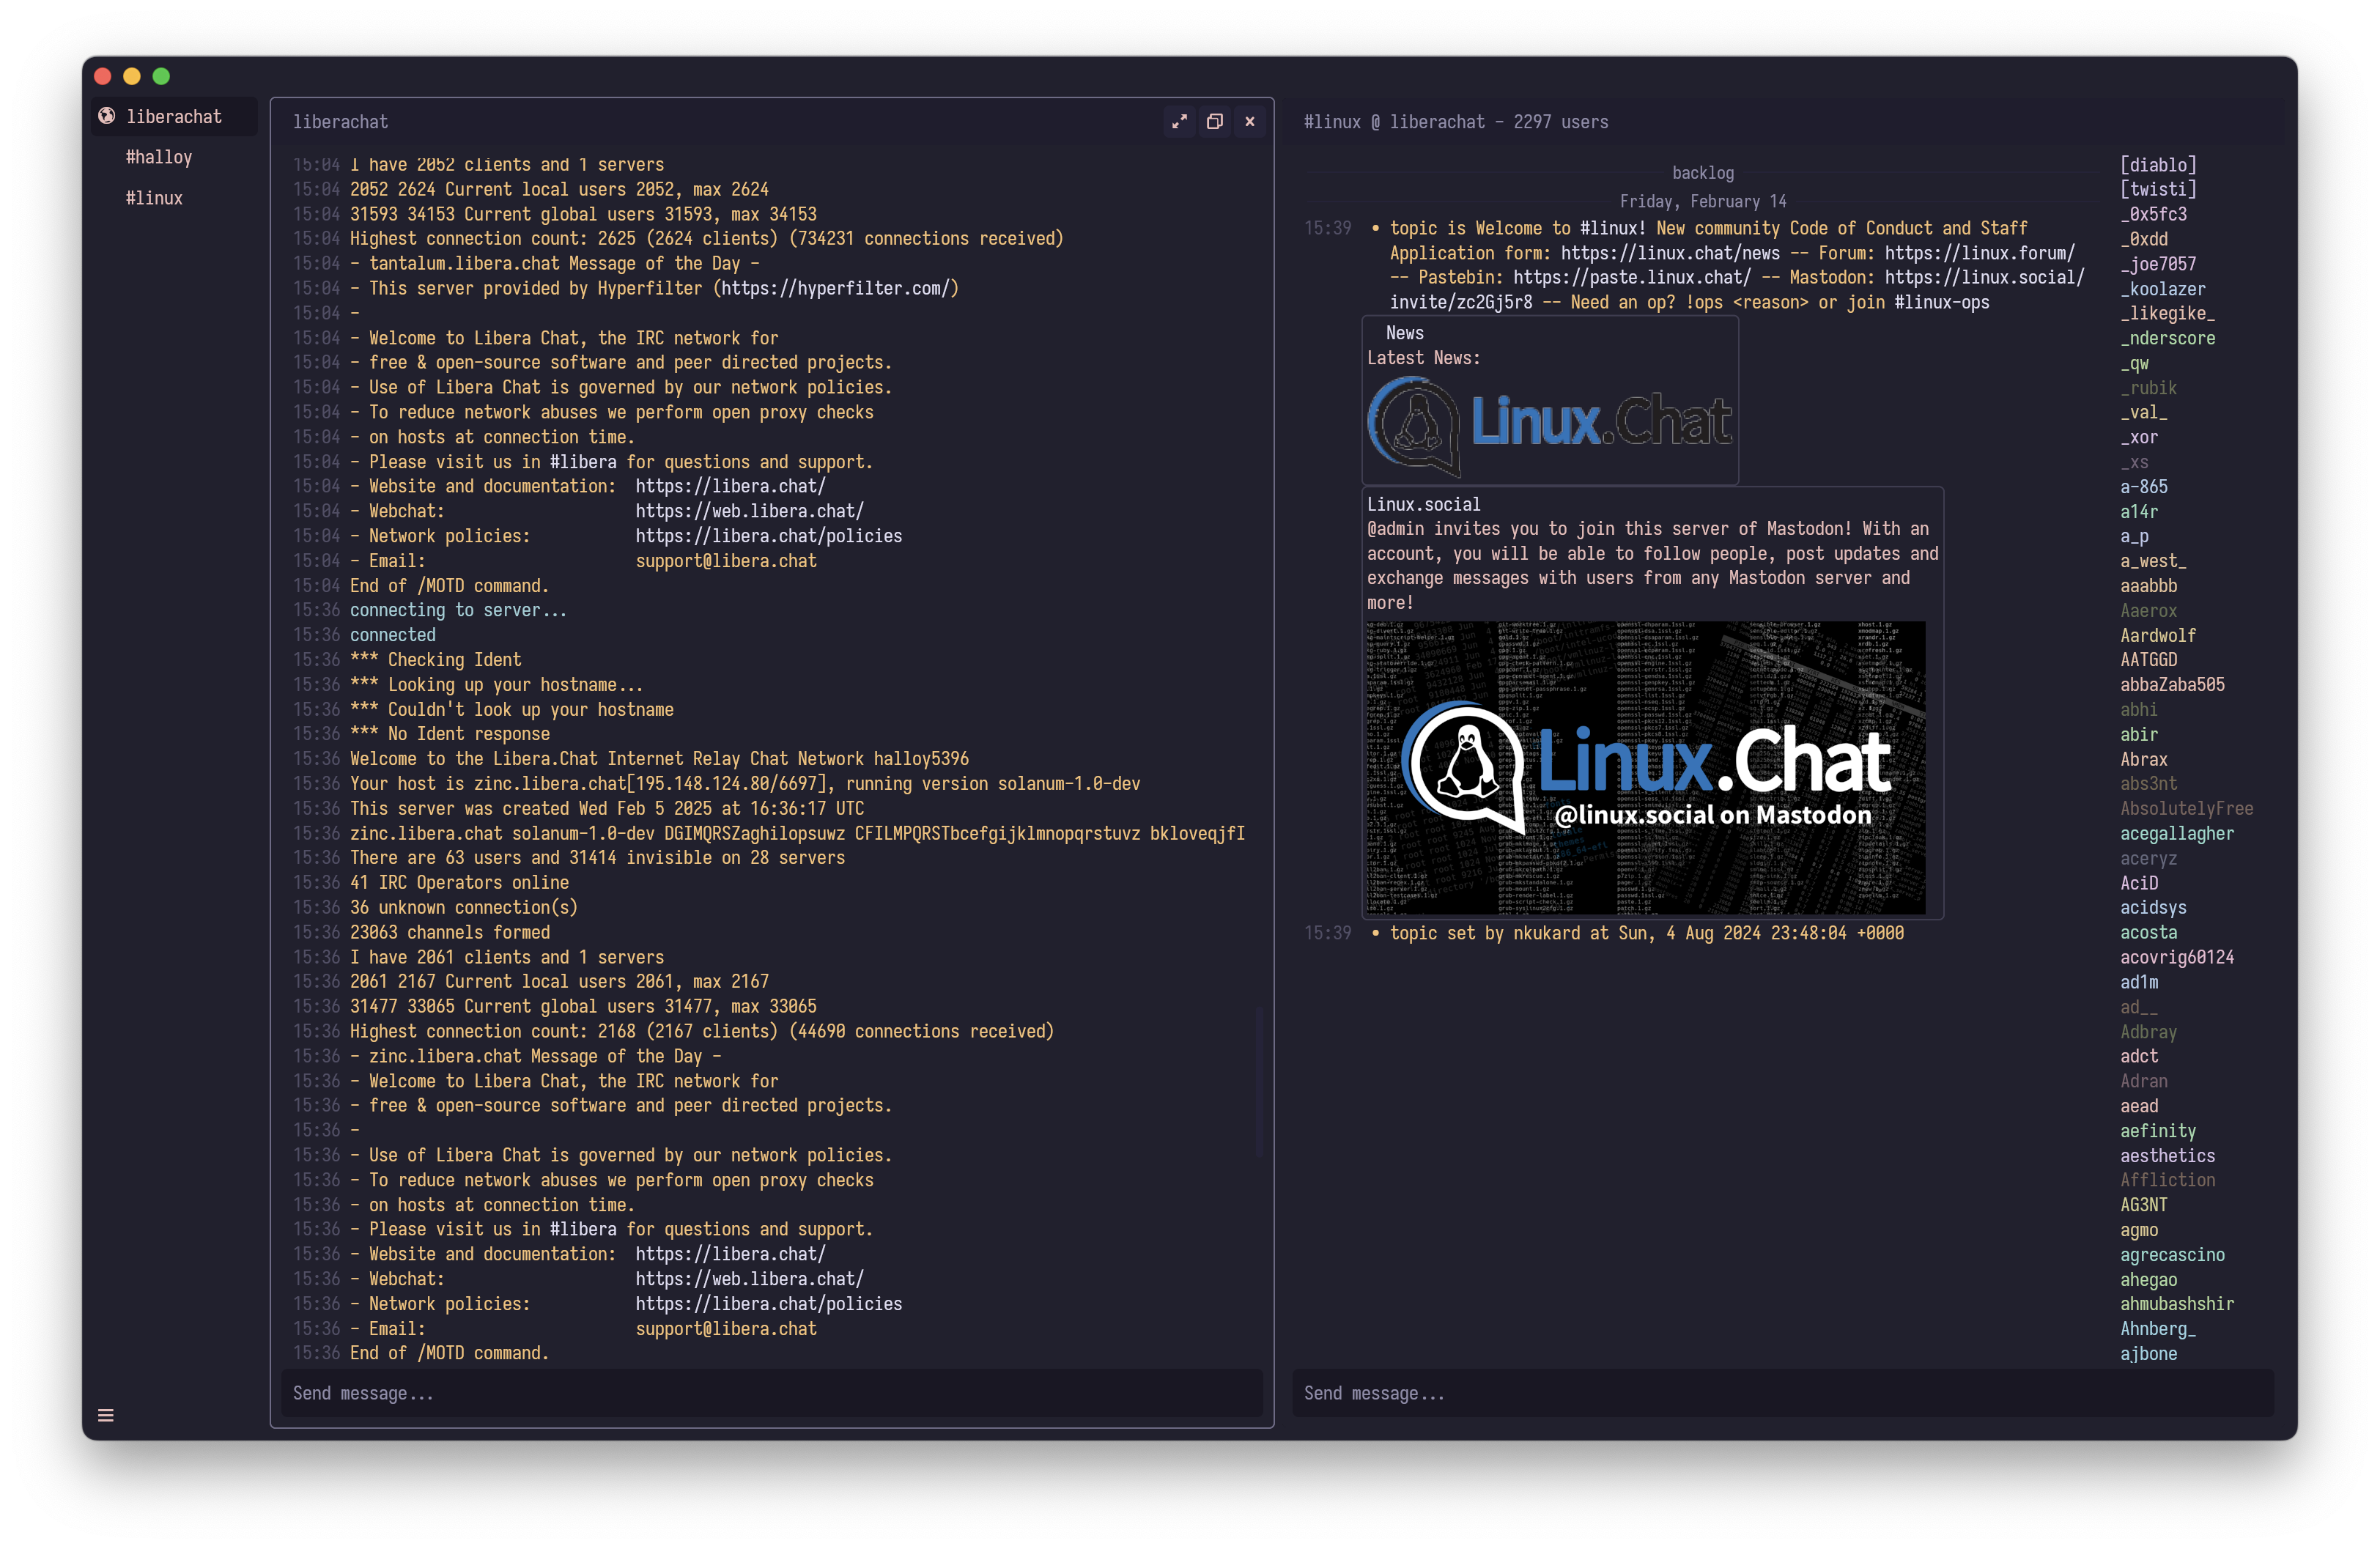 liberachat
#halloy
#linux
liberachat
15:04 I have 2052 clients and 1 servers
15:04 2052 2624 Current local users 2052, max 2624
15:04 31593 34153 Current global users 31593, max 34153
15:04 Highest connection count: 2625 (2624 clients) (734231 connections received)
15:04 - tantalum.libera.chat Message of the Day -
15:04 - This server provided by Hyperfilter (https://hyperfilter.com/)
15:04 -
15:04 - Welcome to Libera Chat, the IRC network for
15:04 - free & open-source software and peer directed projects.
15:04 - Use of Libera Chat is governed by our network policies.
15:04 - To reduce network abuses we perform open proxy checks
15:04 - on hosts at connection time.
15:04 - Please visit us in #libera for questions and support.
15:04 - Website and documentation:  https://libera.chat/
15:04 - Webchat:                    https://web.libera.chat/
15:04 - Network policies:           https://libera.chat/policies
15:04 - Email:                      support@libera.chat
15:04 End of /MOTD command.
15:36 connecting to server...
15:36 connected
15:36 *** Checking Ident
15:36 *** Looking up your hostname...
15:36 *** Couldn't look up your hostname
15:36 *** No Ident response
15:36 Welcome to the Libera.Chat Internet Relay Chat Network halloy5396
15:36 Your host is zinc.libera.chat[195.148.124.80/6697], running version solanum-1.0-dev
15:36 This server was created Wed Feb 5 2025 at 16:36:17 UTC
15:36 zinc.libera.chat solanum-1.0-dev DGIMQRSZaghilopsuwz CFILMPQRSTbcefgijklmnopqrstuvz bkloveqjfI
15:36 There are 63 users and 31414 invisible on 28 servers
15:36 41 IRC Operators online
15:36 36 unknown connection(s)
15:36 23063 channels formed
15:36 I have 2061 clients and 1 servers
15:36 2061 2167 Current local users 2061, max 2167
15:36 31477 33065 Current global users 31477, max 33065
15:36 Highest connection count: 2168 (2167 clients) (44690 connections received)
15:36 - zinc.libera.chat Message of the Day -
15:36 - Welcome to Libera Chat, the IRC network for
15:36 - free & open-source software and peer directed projects.
15:36 -
15:36 - Use of Libera Chat is governed by our network policies.
15:36 - To reduce network abuses we perform open proxy checks
15:36 - on hosts at connection time.
15:36 - Please visit us in #libera for questions and support.
15:36 - Website and documentation:  https://libera.chat/
15:36 - Webchat:                    https://web.libera.chat/
15:36 - Network policies:           https://libera.chat/policies
15:36 - Email:                      support@libera.chat
15:36 End of /MOTD command.
Send message...
#linux @ liberachat - 2297 users
backlog
Friday, February 14
15:39 • topic is Welcome to #linux! New community Code of Conduct and Staff
Application form: https://linux.chat/news -- Forum: https://linux.forum/
-- Pastebin: https://paste.linux.chat/ -- Mastodon: https://linux.social/
invite/zc2Gj5r8 -- Need an op? !ops <reason> or join #linux-ops
News
Latest News:
Linux.Chat
Linux.social
@admin invites you to join this server of Mastodon! With an
account, you will be able to follow people, post updates and
exchange messages with users from any Mastodon server and
more!
Linux.Chat
@linux.social on Mastodon
15:39 • topic set by nkukard at Sun, 4 Aug 2024 23:48:04 +0000
Send message...
[diablo]
[twisti]
_0x5fc3
_0xdd
_joe7057
_koolazer
_likegike_
_nderscore
_qw
_rubik
_val_
_xor
_xs
a-865
a14r
a_p
a_west_
aaabbb
Aaerox
Aardwolf
AATGGD
abbaZaba505
abhi
abir
Abrax
abs3nt
AbsolutelyFree
acegallagher
aceryz
AciD
acidsys
acosta
acovrig60124
ad1m
ad__
Adbray
adct
Adran
aead
aefinity
aesthetics
Affliction
AG3NT
agmo
agrecascino
ahegao
ahmubashshir
Ahnberg_
ajbone